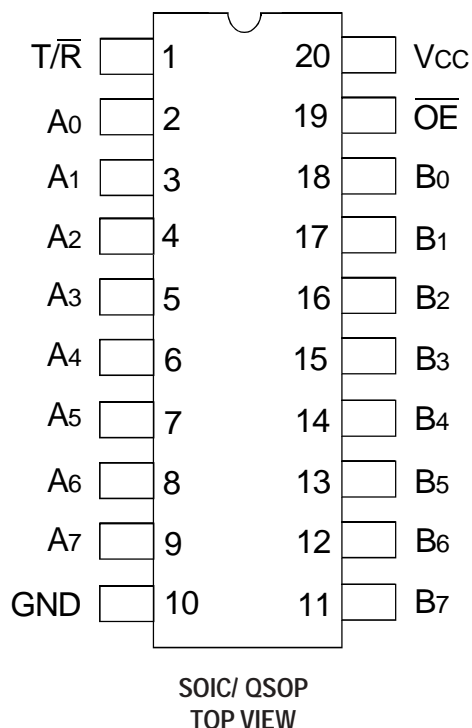 T/R̅ 1 20 VCC
A0 2 19 O̅E̅
A1 3 18 B0
A2 4 17 B1
A3 5 16 B2
A4 6 15 B3
A5 7 14 B4
A6 8 13 B5
A7 9 12 B6
GND 10 11 B7
SOIC/ QSOP
TOP VIEW